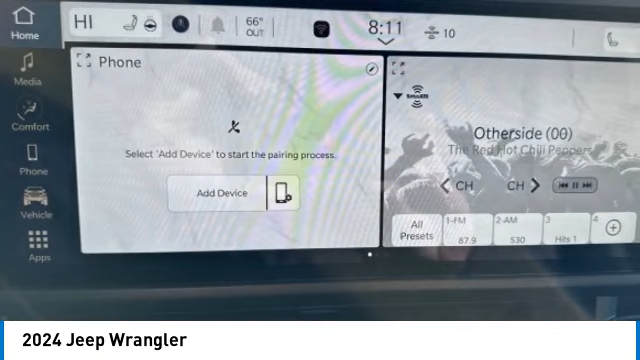 Home
HI
66°
OUT
8:11
10
Media
Comfort
Phone
Vehicle
Apps
Phone
Select 'Add Device' to start the pairing process.
Add Device
SiriusXM
Otherside (00)
The Red Hot Chili Peppers
CH
CH
All
Presets
1-FM
87.9
2-AM
530
3
Hits 1
4
2024 Jeep Wrangler